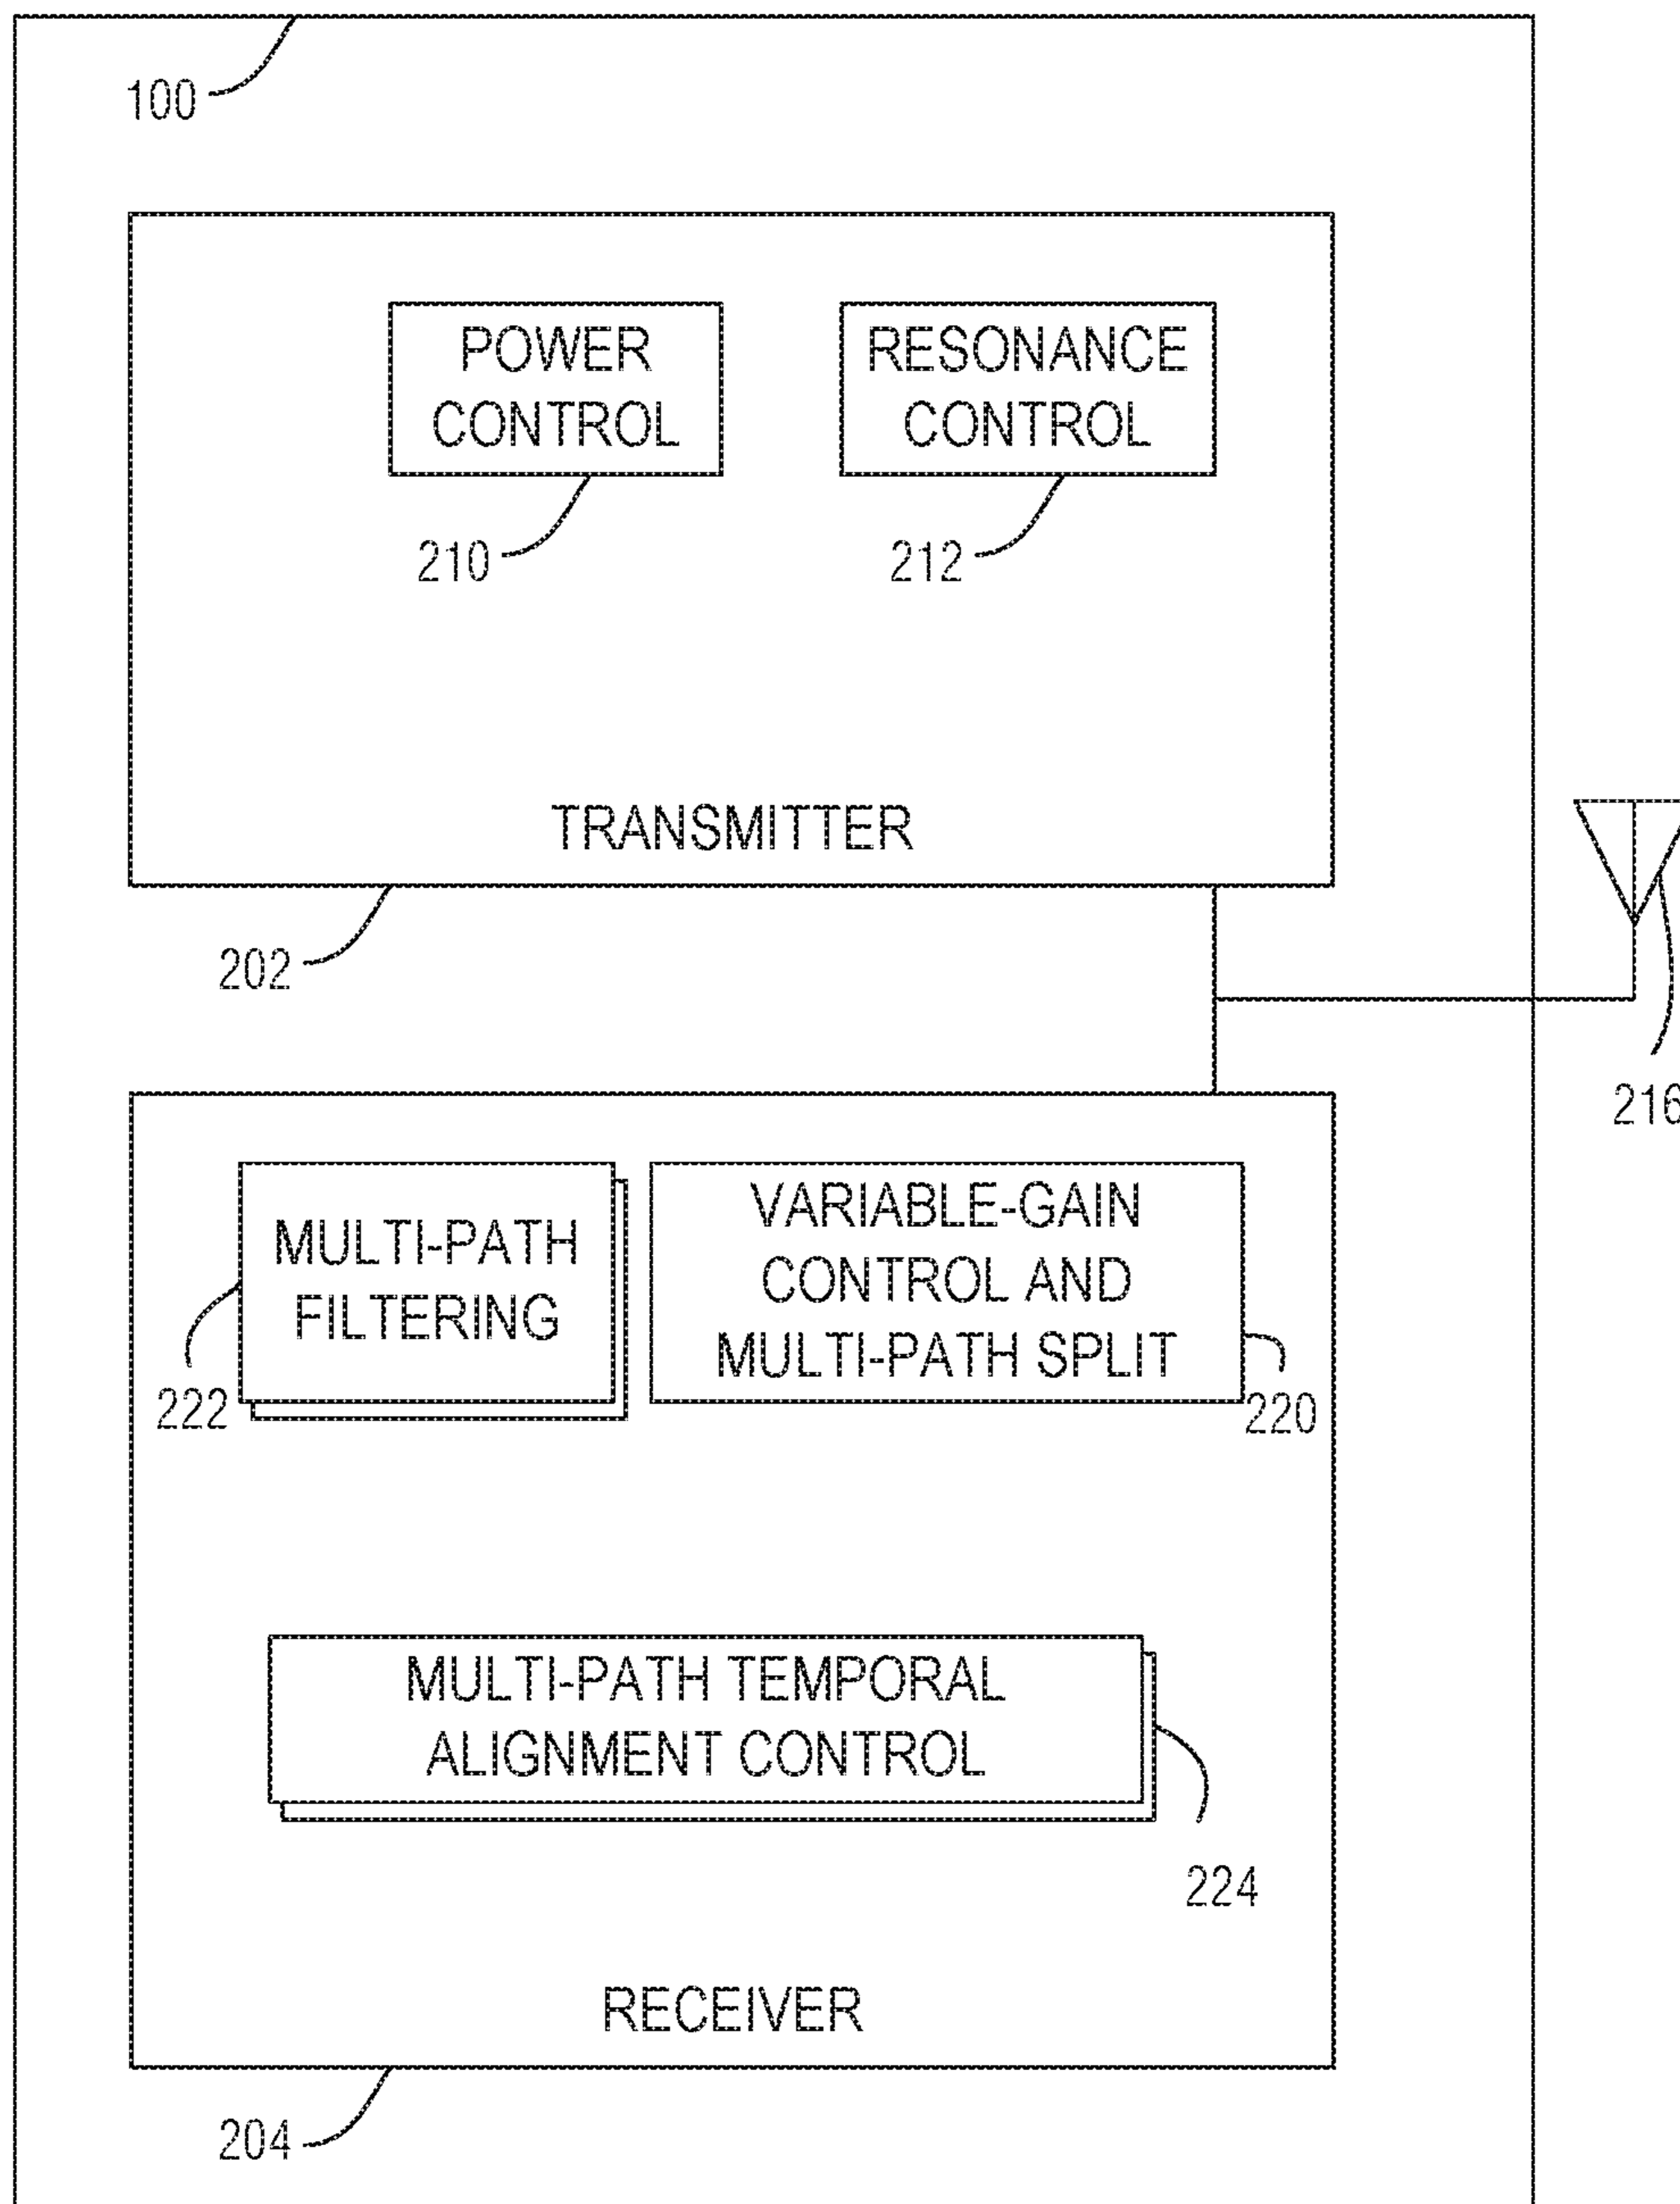 100
POWER
CONTROL
RESONANCE
CONTROL
210
212
TRANSMITTER
202
216
MULTI-PATH
FILTERING
VARIABLE-GAIN
CONTROL AND
MULTI-PATH SPLIT
222
220
MULTI-PATH TEMPORAL
ALIGNMENT CONTROL
224
RECEIVER
204